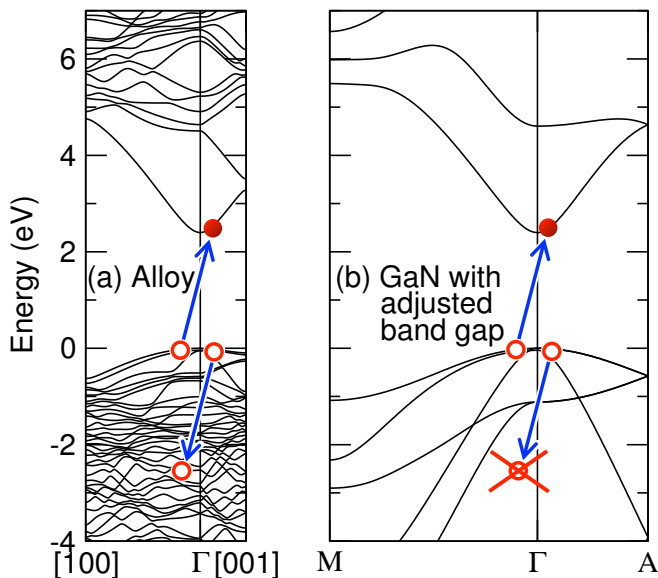 6
4
2
0
-2
-4
Energy (eV)
(a) Alloy
(b) GaN with
adjusted
band gap
[100]
Γ
[001]
M
Γ
A